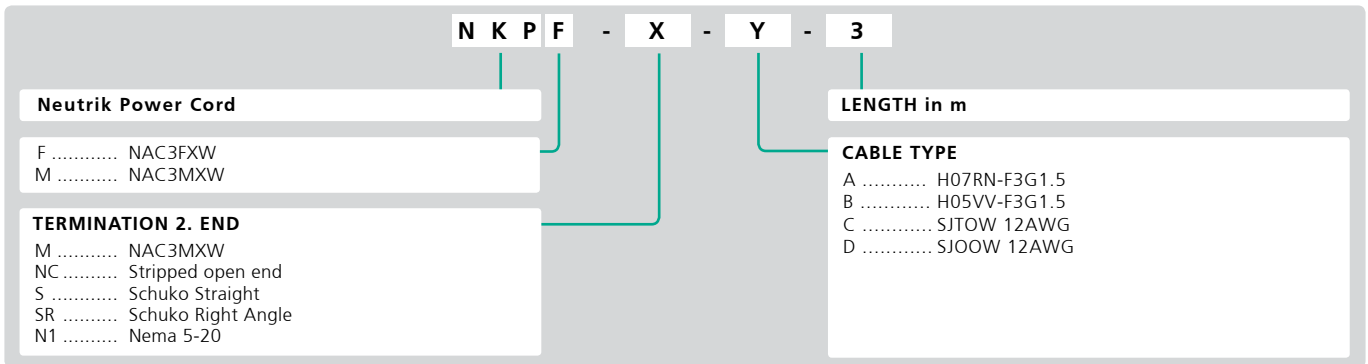 N K P F - X - Y - 3
Neutrik Power Cord
F ............ NAC3FXW
M ........... NAC3MXW
TERMINATION 2. END
M ........... NAC3MXW
NC .......... Stripped open end
S ............ Schuko Straight
SR .......... Schuko Right Angle
N1 .......... Nema 5-20
LENGTH in m
CABLE TYPE
A ........... H07RN-F3G1.5
B ............ H05VV-F3G1.5
C ............ SJTOW 12AWG
D ............ SJOOW 12AWG